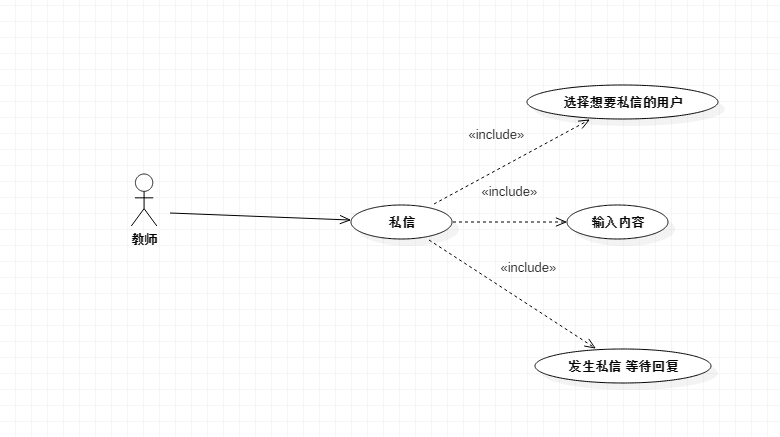 选择想要私信的用户
«include»
«include»
教师
私信
输入内容
«include»
发生私信 等待回复